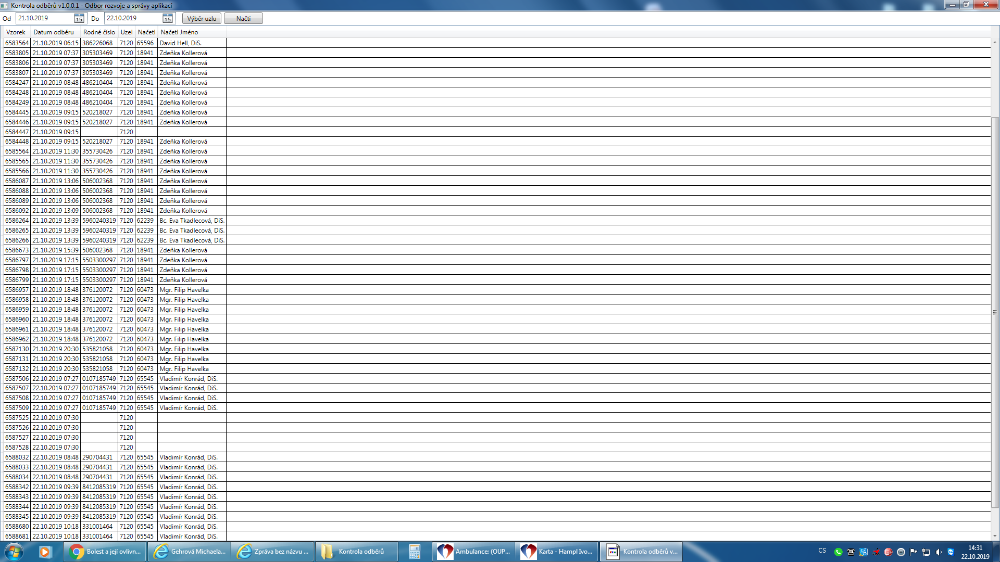 Kontrola odběrů v1.0.0.1 - Odbor rozvoje a správy aplikací
Od 21.10.2019 15 Do 22.10.2019 15 Výběr uzlu Načti
Vzorek Datum odběru Rodné číslo Uzel Načetl Načetl Jméno
6583564 21.10.2019 06:15 386226068 7120 65596 David Hell, DiS.
6583805 21.10.2019 07:37 305303469 7120 18941 Zdeňka Kollerová
6583806 21.10.2019 07:37 305303469 7120 18941 Zdeňka Kollerová
6583807 21.10.2019 07:37 305303469 7120 18941 Zdeňka Kollerová
6584247 21.10.2019 08:48 486210404 7120 18941 Zdeňka Kollerová
6584248 21.10.2019 08:48 486210404 7120 18941 Zdeňka Kollerová
6584249 21.10.2019 08:48 486210404 7120 18941 Zdeňka Kollerová
6584445 21.10.2019 09:15 520218027 7120 18941 Zdeňka Kollerová
6584446 21.10.2019 09:15 520218027 7120 18941 Zdeňka Kollerová
6584447 21.10.2019 09:15 7120
6584448 21.10.2019 09:15 520218027 7120 18941 Zdeňka Kollerová
6585564 21.10.2019 11:30 355730426 7120 18941 Zdeňka Kollerová
6585565 21.10.2019 11:30 355730426 7120 18941 Zdeňka Kollerová
6585566 21.10.2019 11:30 355730426 7120 18941 Zdeňka Kollerová
6586087 21.10.2019 13:06 506002368 7120 18941 Zdeňka Kollerová
6586088 21.10.2019 13:06 506002368 7120 18941 Zdeňka Kollerová
6586089 21.10.2019 13:06 506002368 7120 18941 Zdeňka Kollerová
6586092 21.10.2019 13:09 506002368 7120 18941 Zdeňka Kollerová
6586264 21.10.2019 13:39 5960240319 7120 62239 Bc. Eva Tkadlecová, DiS.
6586265 21.10.2019 13:39 5960240319 7120 62239 Bc. Eva Tkadlecová, DiS.
6586266 21.10.2019 13:39 5960240319 7120 62239 Bc. Eva Tkadlecová, DiS.
6586673 21.10.2019 15:39 506002368 7120 18941 Zdeňka Kollerová
6586797 21.10.2019 17:15 5503300297 7120 18941 Zdeňka Kollerová
6586798 21.10.2019 17:15 5503300297 7120 18941 Zdeňka Kollerová
6586799 21.10.2019 17:15 5503300297 7120 18941 Zdeňka Kollerová
6586957 21.10.2019 18:48 376120072 7120 60473 Mgr. Filip Havelka
6586958 21.10.2019 18:48 376120072 7120 60473 Mgr. Filip Havelka
6586959 21.10.2019 18:48 376120072 7120 60473 Mgr. Filip Havelka
6586960 21.10.2019 18:48 376120072 7120 60473 Mgr. Filip Havelka
6586961 21.10.2019 18:48 376120072 7120 60473 Mgr. Filip Havelka
6586962 21.10.2019 18:48 376120072 7120 60473 Mgr. Filip Havelka
6587130 21.10.2019 20:30 535821058 7120 60473 Mgr. Filip Havelka
6587131 21.10.2019 20:30 535821058 7120 60473 Mgr. Filip Havelka
6587132 21.10.2019 20:30 535821058 7120 60473 Mgr. Filip Havelka
6587506 22.10.2019 07:27 0107185749 7120 65545 Vladimír Konrád, DiS.
6587507 22.10.2019 07:27 0107185749 7120 65545 Vladimír Konrád, DiS.
6587508 22.10.2019 07:27 0107185749 7120 65545 Vladimír Konrád, DiS.
6587509 22.10.2019 07:27 0107185749 7120 65545 Vladimír Konrád, DiS.
6587525 22.10.2019 07:30 7120
6587526 22.10.2019 07:30 7120
6587527 22.10.2019 07:30 7120
6587528 22.10.2019 07:30 7120
6588032 22.10.2019 08:48 290704431 7120 65545 Vladimír Konrád, DiS.
6588033 22.10.2019 08:48 290704431 7120 65545 Vladimír Konrád, DiS.
6588034 22.10.2019 08:48 290704431 7120 65545 Vladimír Konrád, DiS.
6588342 22.10.2019 09:39 8412085319 7120 65545 Vladimír Konrád, DiS.
6588343 22.10.2019 09:39 8412085319 7120 65545 Vladimír Konrád, DiS.
6588344 22.10.2019 09:39 8412085319 7120 65545 Vladimír Konrád, DiS.
6588345 22.10.2019 09:39 8412085319 7120 65545 Vladimír Konrád, DiS.
6588680 22.10.2019 10:18 331001464 7120 65545 Vladimír Konrád, DiS.
6588681 22.10.2019 10:18 331001464 7120 65545 Vladimír Konrád, DiS.
Bolest a její ovlivn... Gehrová Michaela... Zpráva bez názvu ... Kontrola odběrů Ambulance: (OUP... Karta - Hampl Ivo... Kontrola odběrů v... CS 14:31
22.10.2019